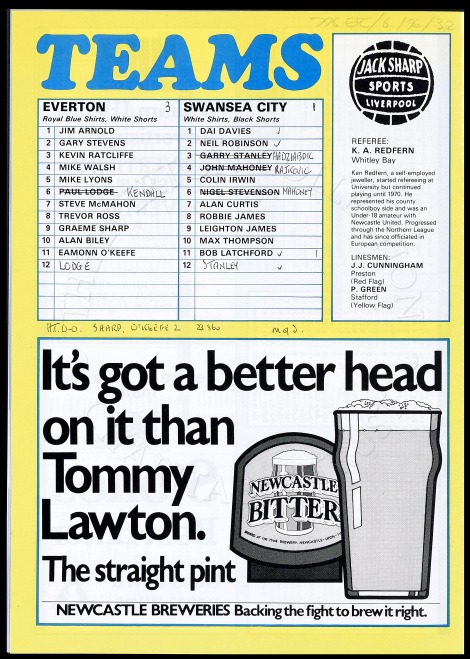 TEAMS
EVERTON 3
Royal Blue Shirts, White Shorts
1 JIM ARNOLD
2 GARY STEVENS
3 KEVIN RATCLIFFE
4 MIKE WALSH
5 MIKE LYONS
6 PAUL LODGE KENDALL
7 STEVE McMAHON
8 TREVOR ROSS
9 GRAEME SHARP
10 ALAN BILEY
11 EAMONN O'KEEFE
12 LODGE
SWANSEA CITY 1
White Shirts, Black Shorts
1 DAI DAVIES
2 NEIL ROBINSON
3 GARRY STANLEY HADZIABDIC
4 JOHN MAHONEY RAJKOVIC
5 COLIN IRWIN
6 NIGEL STEVENSON MAHONEY
7 ALAN CURTIS
8 ROBBIE JAMES
9 LEIGHTON JAMES
10 MAX THOMPSON
11 BOB LATCHFORD 1
12 STANLEY
H.T. 0-0. SHARP, O'KEEFE 2
JACK SHARP
SPORTS
LIVERPOOL
REFEREE:
K. A. REDFERN
Whitley Bay
Ken Redfern, a self-employed
jeweller, started refereeing at
University but continued
playing until 1970. He
represented his county
schoolboy side and was an
Under-18 amateur with
Newcastle United. Progressed
through the Northern League
and has since officiated in
European competition.
LINESMEN:
J. J. CUNNINGHAM
Preston
(Red Flag)
P. GREEN
Stafford
(Yellow Flag)
It's got a better head
on it than
Tommy
Lawton.
The straight pint
NEWCASTLE
BITTER
NEWCASTLE BREWERIES Backing the fight to brew it right.